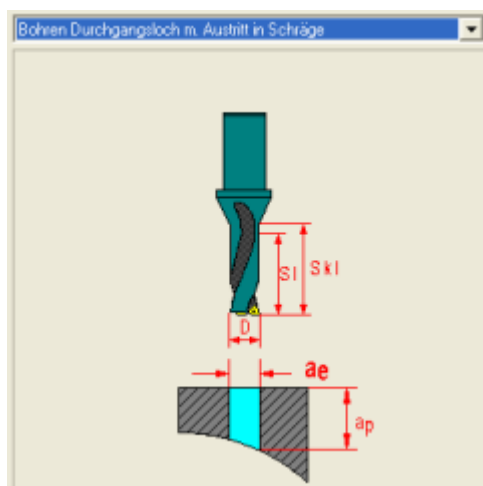 Bohren Durchgangsloch m. Austritt in Schräge
Sl
Skl
D
ae
ap